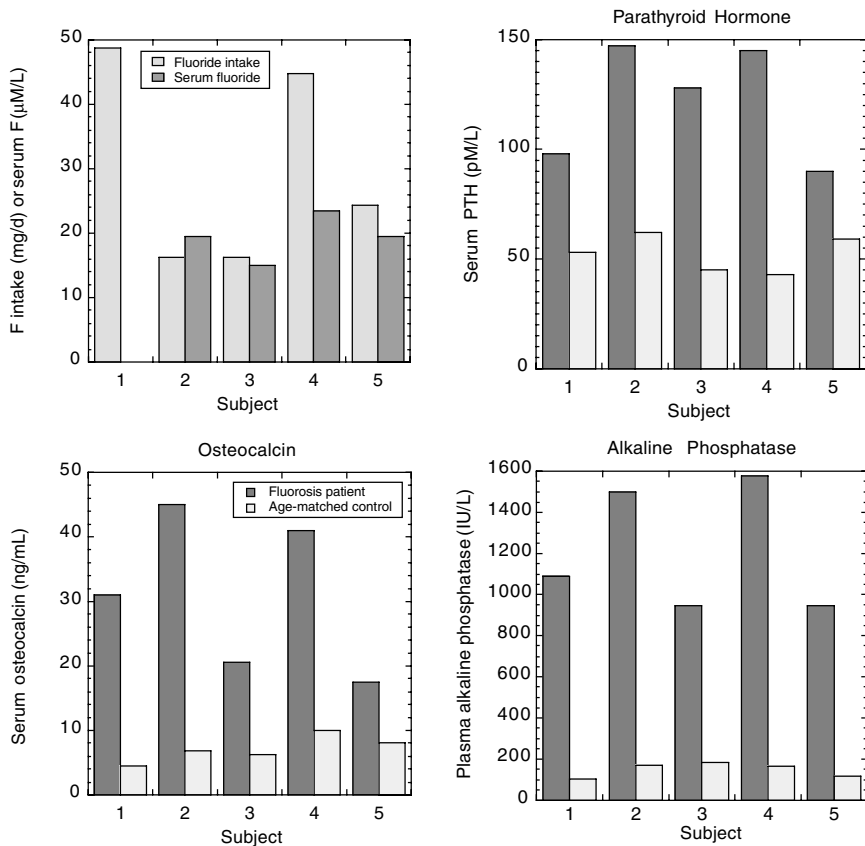 50
40
30
20
10
0
F intake (mg/d) or serum F (μM/L)
Fluoride intake
Serum fluoride
1 2 3 4 5
Subject
Parathyroid Hormone
150
100
50
0
Serum PTH (pM/L)
1 2 3 4 5
Subject
Osteocalcin
50
40
30
20
10
0
Serum osteocalcin (ng/mL)
Fluorosis patient
Age-matched control
1 2 3 4 5
Subject
Alkaline Phosphatase
1600
1400
1200
1000
800
600
400
200
0
Plasma alkaline phosphatase (IU/L)
1 2 3 4 5
Subject